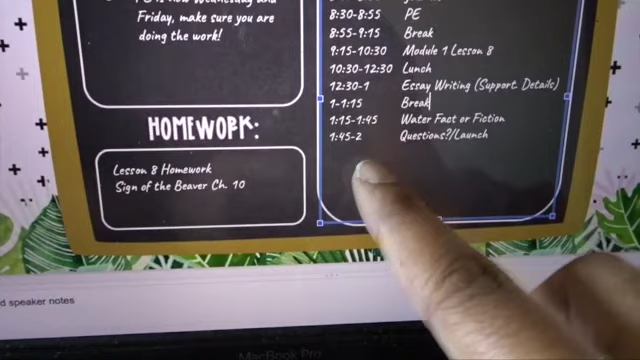 Friday, make sure you are
doing the work!
8:30-8:55 PE
8:55-9:15 Break
9:15-10:30 Module 1 Lesson 8
10:30-12:30 Lunch
12:30-1 Essay Writing (Support Details)
1-1:15 Break
1:15-1:45 Water Fact or Fiction
1:45-2 Questions?/Launch
HOMEWORK:
Lesson 8 Homework
Sign of the Beaver Ch. 10
d speaker notes
MacBook Pro